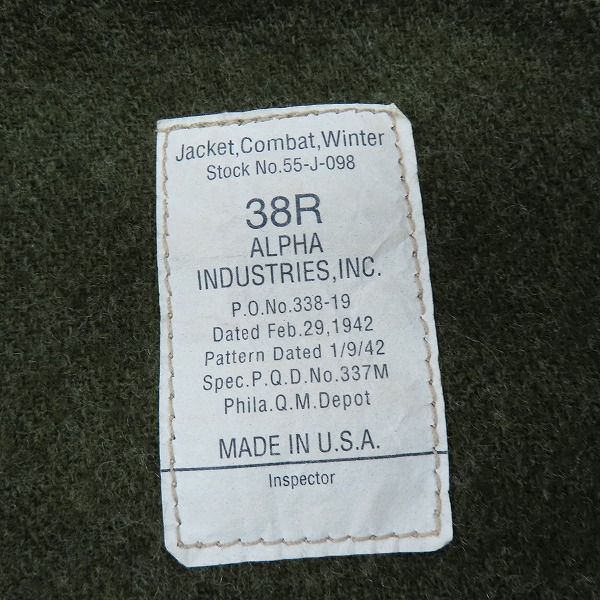 Jacket,Combat,Winter
Stock No.55-J-098
38R
ALPHA
INDUSTRIES,INC.
P.O.No.338-19
Dated Feb.29,1942
Pattern Dated 1/9/42
Spec.P.Q.D.No.337M
Phila.Q.M.Depot
MADE IN U.S.A.
Inspector